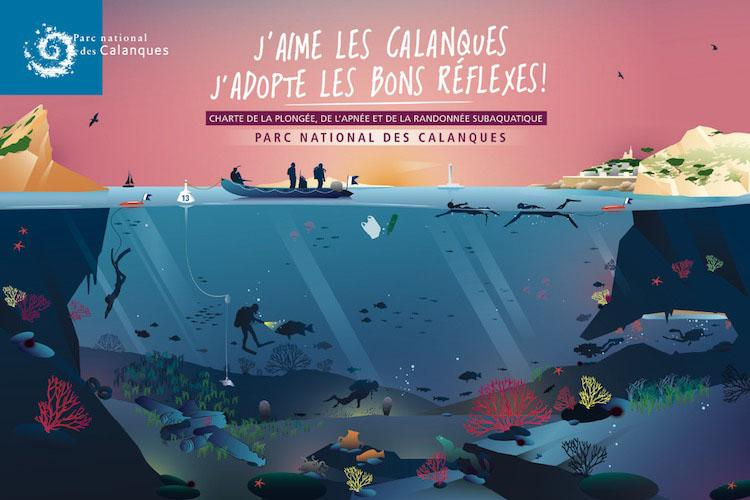 Parc national
des Calanques
J'AIME LES CALANQUES
J'ADOPTE LES BONS RÉFLEXES!
CHARTE DE LA PLONGÉE, DE L'APNÉE ET DE LA RANDONNÉE SUBAQUATIQUE
PARC NATIONAL DES CALANQUES
13